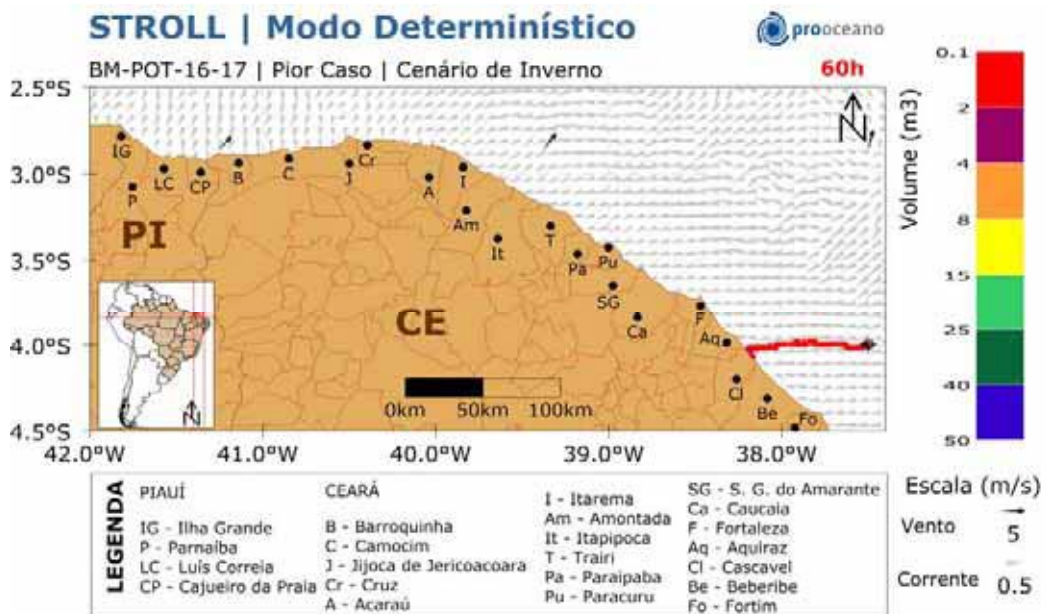 STROLL | Modo Determinístico
prooceano
BM-POT-16-17 | Pior Caso | Cenário de Inverno
60h
N
2.5°S
3.0°S
3.5°S
4.0°S
4.5°S
42.0°W
41.0°W
40.0°W
39.0°W
38.0°W
IG
P
LC
CP
B
C
J
Cr
A
I
Am
It
T
Pa
Pu
SG
Ca
F
Aq
Cl
Be
Fo
PI
CE
N
0km 50km 100km
Volume (m3)
0.1
2
4
8
15
25
40
50
LEGENDA
PIAUÍ
IG - Ilha Grande
P - Parnaíba
LC - Luís Correia
CP - Cajueiro da Praia
CEARÁ
B - Barroquinha
C - Camocim
J - Jijoca de Jericoacoara
Cr - Cruz
A - Acaraú
I - Itarema
Am - Amontada
It - Itapipoca
T - Trairi
Pa - Paraipaba
Pu - Paracuru
SG - S. G. do Amarante
Ca - Caucaia
F - Fortaleza
Aq - Aquiraz
Cl - Cascavel
Be - Beberibe
Fo - Fortim
Escala (m/s)
Vento 5
Corrente 0.5